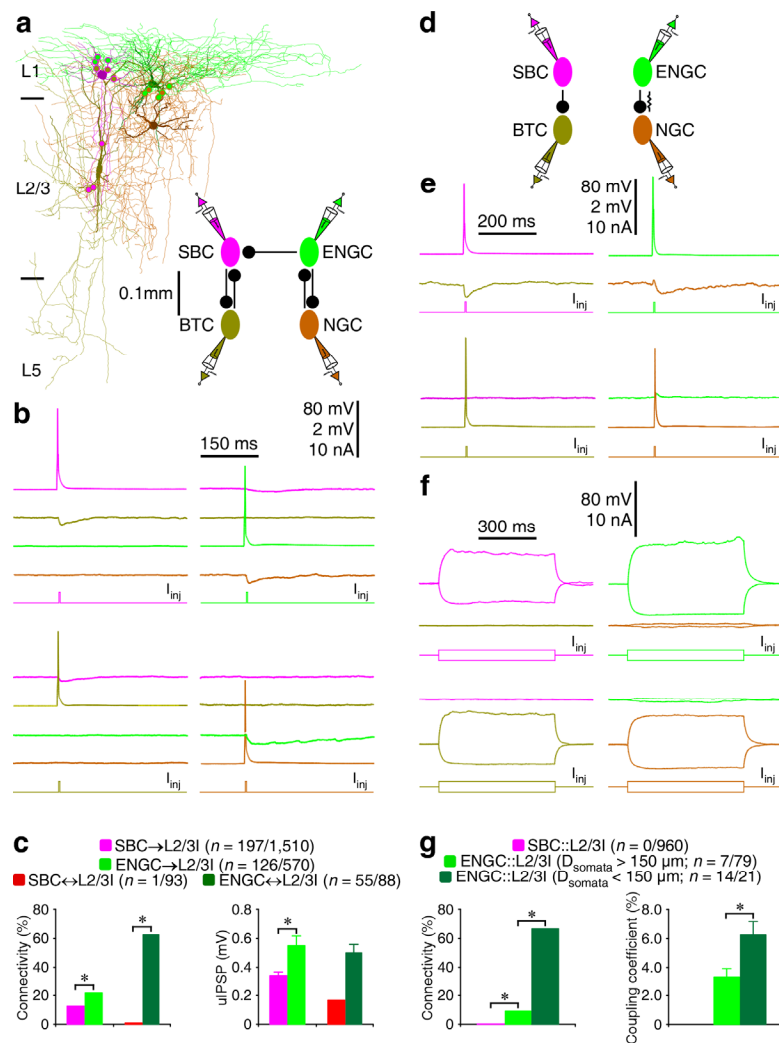 a
L1
L2/3
L5
0.1mm
SBC
ENGC
BTC
NGC
b
150 ms
80 mV
2 mV
10 nA
Iinj
Iinj
Iinj
Iinj
c
SBC→L2/3I (n = 197/1,510)
ENGC→L2/3I (n = 126/570)
SBC↔L2/3I (n = 1/93)
ENGC↔L2/3I (n = 55/88)
Connectivity (%)
80
60
40
20
0
*
*
uIPSP (mV)
0.8
0.6
0.4
0.2
0
*
d
SBC
ENGC
BTC
NGC
e
200 ms
80 mV
2 mV
10 nA
Iinj
Iinj
Iinj
Iinj
f
300 ms
80 mV
10 nA
Iinj
Iinj
Iinj
Iinj
g
SBC::L2/3I (n = 0/960)
ENGC::L2/3I (Dsomata > 150 µm; n = 7/79)
ENGC::L2/3I (Dsomata < 150 µm; n = 14/21)
Connectivity (%)
80
60
40
20
0
*
*
Coupling coefficient (%)
8
6
4
2
0
*